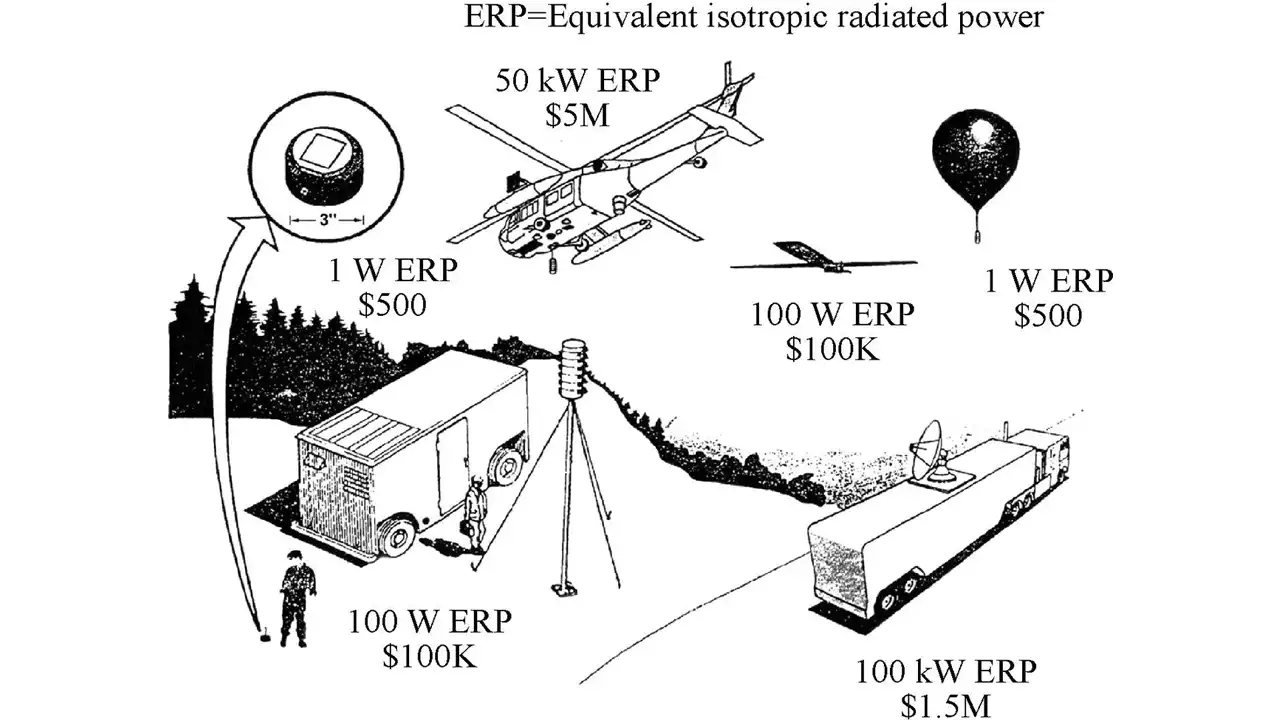 ERP=Equivalent isotropic radiated power
50 kW ERP
$5M
3"
1 W ERP
$500
100 W ERP
$100K
1 W ERP
$500
100 W ERP
$100K
100 kW ERP
$1.5M